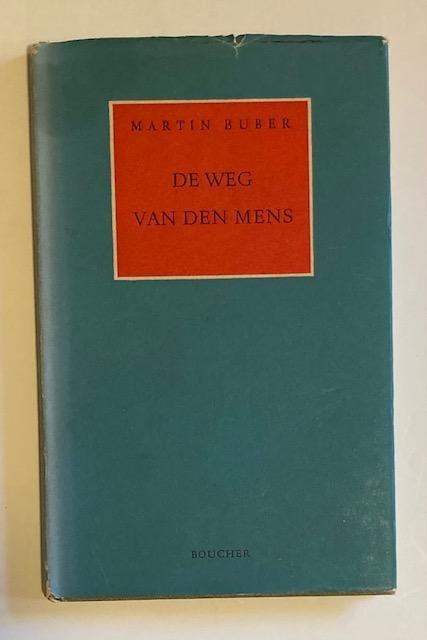 MARTIN BUBER
DE WEG
VAN DEN MENS
BOUCHER